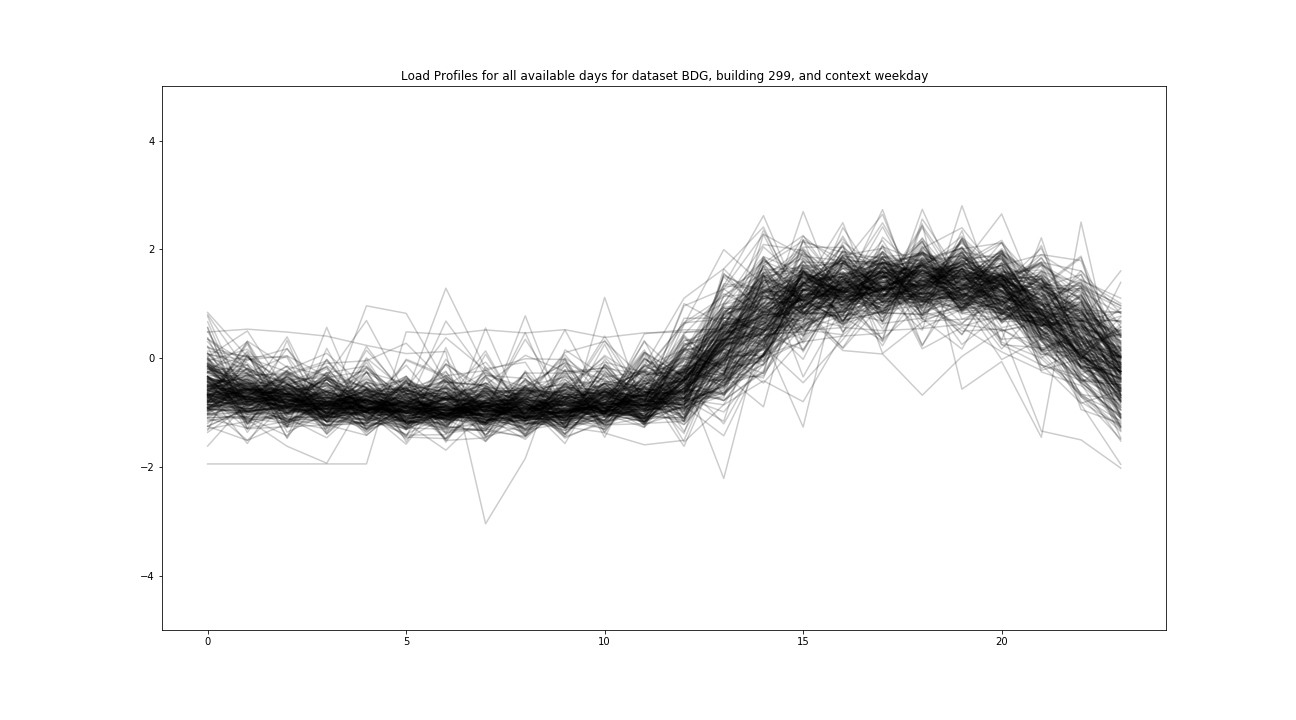 Load Profiles for all available days for dataset BDG, building 299, and context weekday
4
2
0
−2
−4
0 5 10 15 20